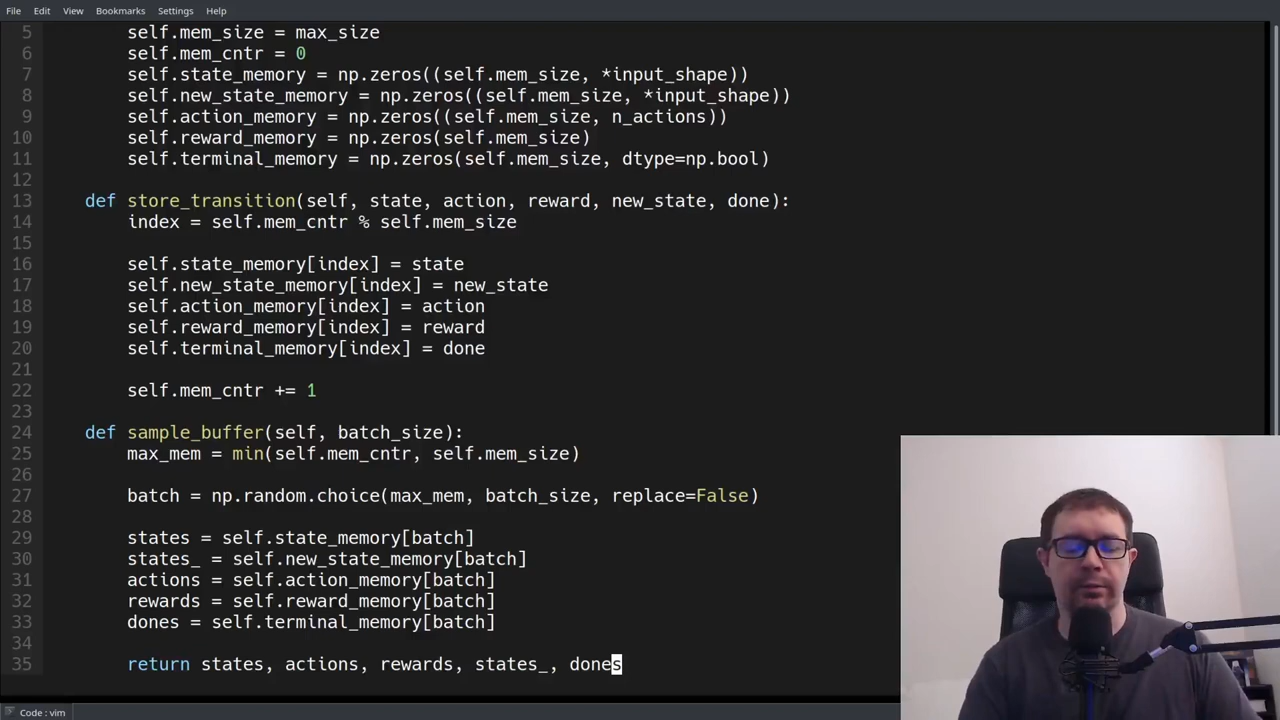 File Edit View Bookmarks Settings Help
5 self.mem_size = max_size
6 self.mem_cntr = 0
7 self.state_memory = np.zeros((self.mem_size, *input_shape))
8 self.new_state_memory = np.zeros((self.mem_size, *input_shape))
9 self.action_memory = np.zeros((self.mem_size, n_actions))
10 self.reward_memory = np.zeros(self.mem_size)
11 self.terminal_memory = np.zeros(self.mem_size, dtype=np.bool)
12
13 def store_transition(self, state, action, reward, new_state, done):
14 index = self.mem_cntr % self.mem_size
15
16 self.state_memory[index] = state
17 self.new_state_memory[index] = new_state
18 self.action_memory[index] = action
19 self.reward_memory[index] = reward
20 self.terminal_memory[index] = done
21
22 self.mem_cntr += 1
23
24 def sample_buffer(self, batch_size):
25 max_mem = min(self.mem_cntr, self.mem_size)
26
27 batch = np.random.choice(max_mem, batch_size, replace=False)
28
29 states = self.state_memory[batch]
30 states_ = self.new_state_memory[batch]
31 actions = self.action_memory[batch]
32 rewards = self.reward_memory[batch]
33 dones = self.terminal_memory[batch]
34
35 return states, actions, rewards, states_, dones
Code : vim